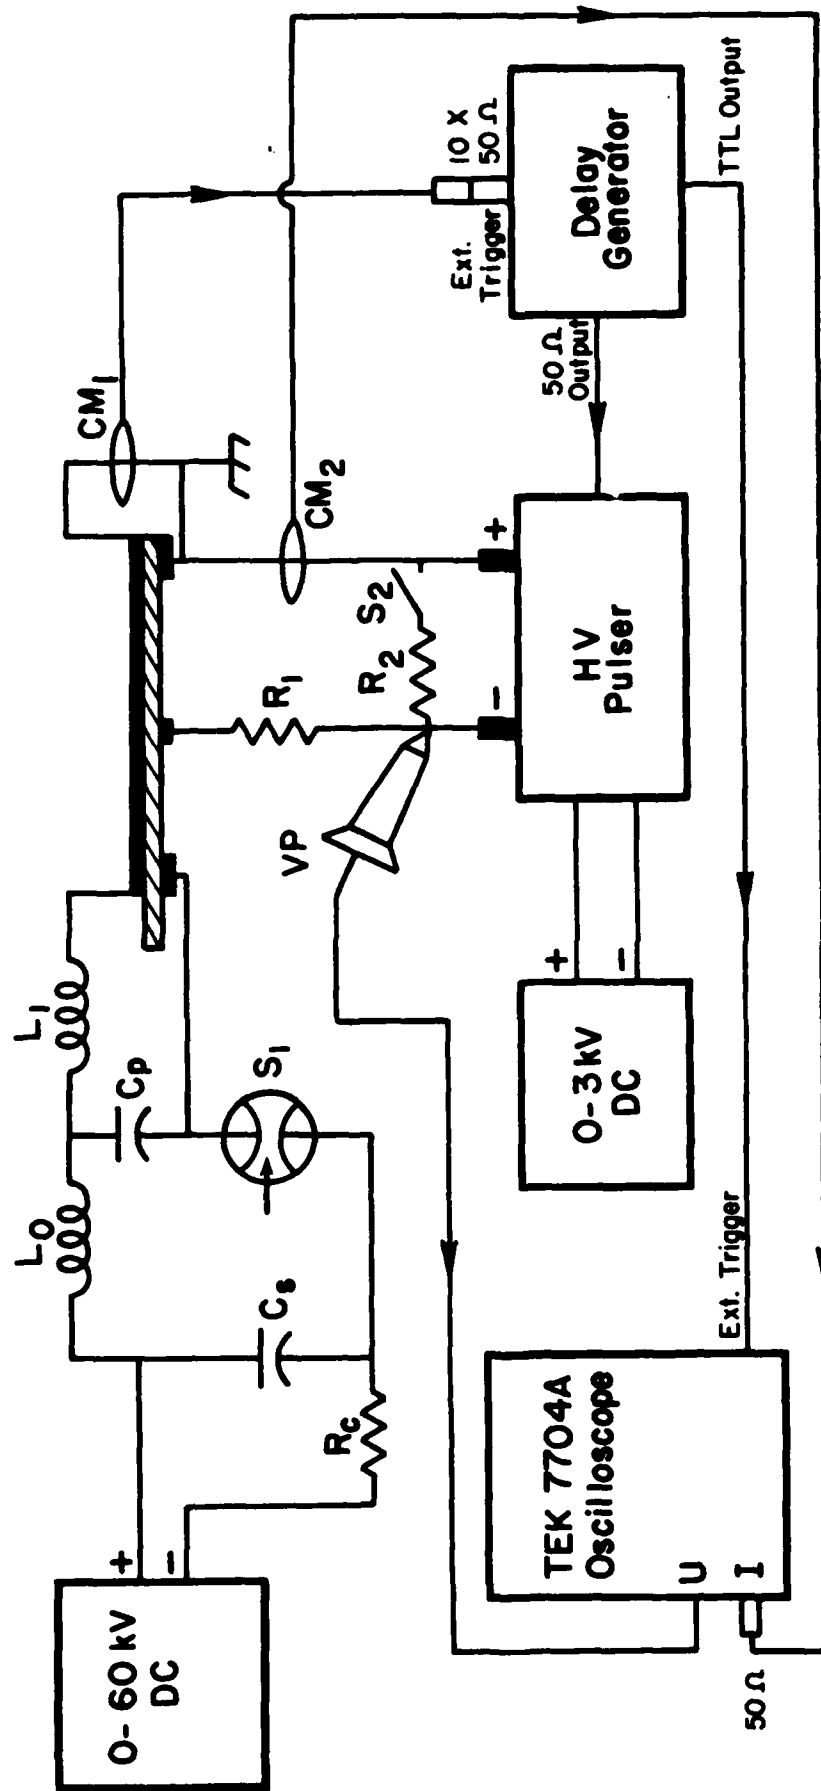 0-60 kV
DC
+
−
L₀
L₁
Cₚ
Cₛ
R_c
S₁
CM₁
CM₂
R₁
R₂
S₂
VP
+
−
HV
Pulser
50 Ω
Output
Ext.
Trigger
10 X
50 Ω
Delay
Generator
TTL Output
0-3 kV
DC
+
−
TEK 7704A
Oscilloscope
U
I
50 Ω
Ext. Trigger